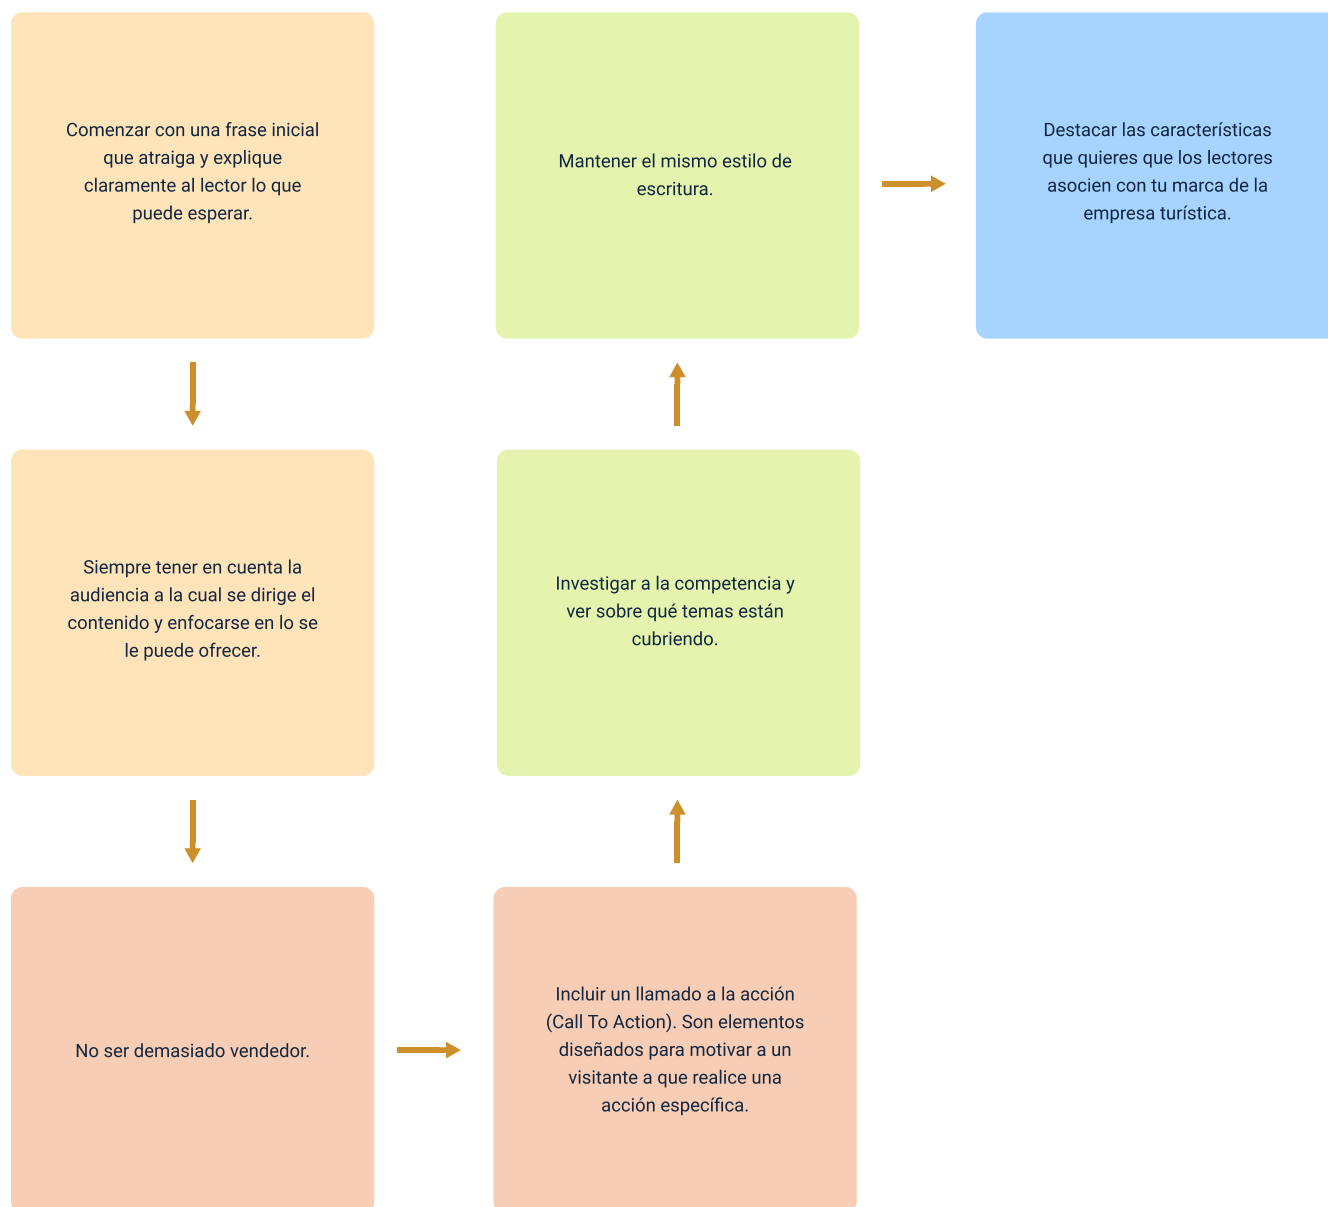 Comenzar con una frase inicial
que atraiga y explique
claramente al lector lo que
puede esperar.
Siempre tener en cuenta la
audiencia a la cual se dirige el
contenido y enfocarse en lo se
le puede ofrecer.
No ser demasiado vendedor.
Incluir un llamado a la acción
(Call To Action). Son elementos
diseñados para motivar a un
visitante a que realice una
acción específica.
Investigar a la competencia y
ver sobre qué temas están
cubriendo.
Mantener el mismo estilo de
escritura.
Destacar las características
que quieres que los lectores
asocien con tu marca de la
empresa turística.